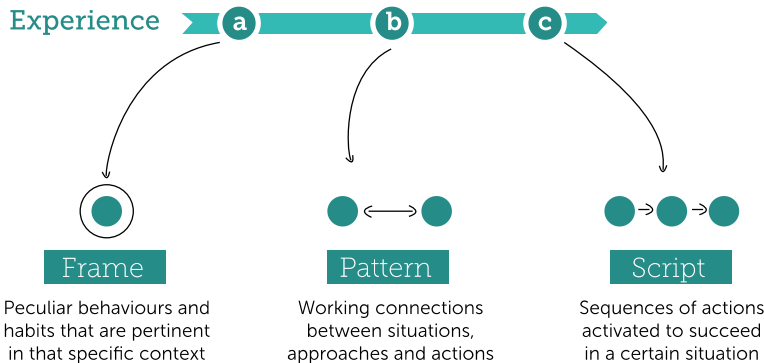 Experience
a
b
c
Frame
Peculiar behaviours and
habits that are pertinent
in that specific context
Pattern
Working connections
between situations,
approaches and actions
Script
Sequences of actions
activated to succeed
in a certain situation